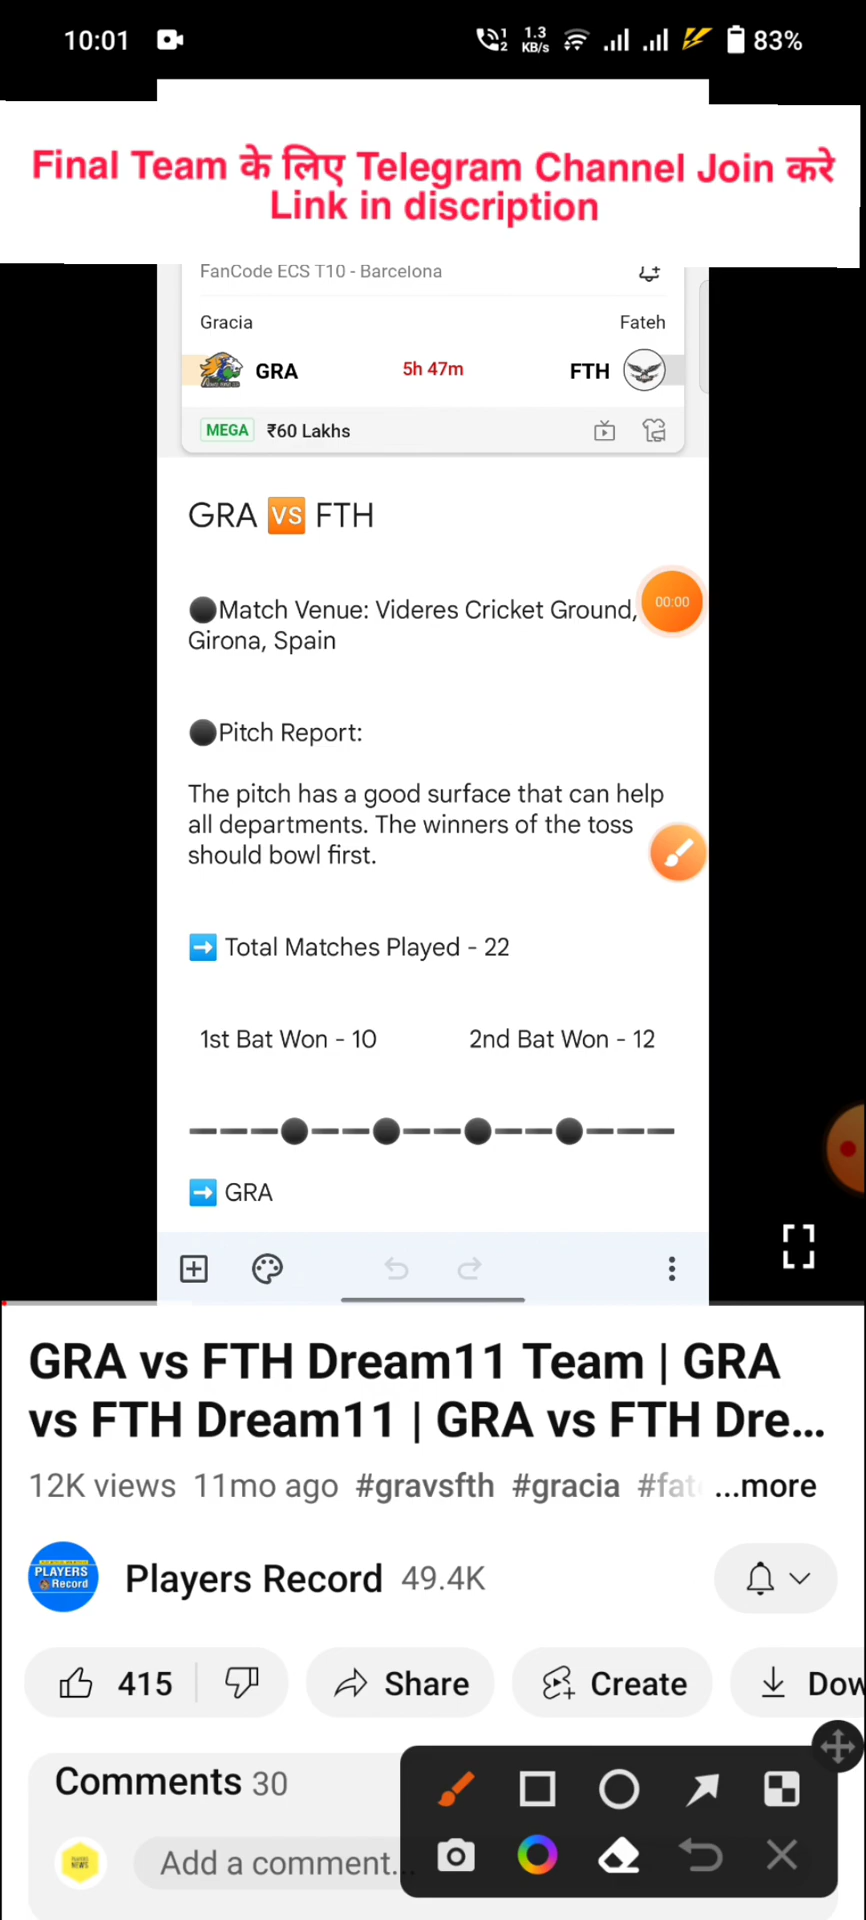 10:01
1.3 KB/s
83%
Final Team के लिए Telegram Channel Join करे
Link in discription
FanCode ECS T10 - Barcelona
Gracia Fateh
GRA 5h 47m FTH
MEGA ₹60 Lakhs
GRA VS FTH
Match Venue: Videres Cricket Ground,
Girona, Spain
00:00
Pitch Report:
The pitch has a good surface that can help
all departments. The winners of the toss
should bowl first.
Total Matches Played - 22
1st Bat Won - 10 2nd Bat Won - 12
GRA
GRA vs FTH Dream11 Team | GRA
vs FTH Dream11 | GRA vs FTH Dre...
12K views 11mo ago #gravsfth #gracia #fat ...more
PLAYERS
Record
Players Record 49.4K
415 Share Create Dow
Comments 30
NEWS
Add a comment...